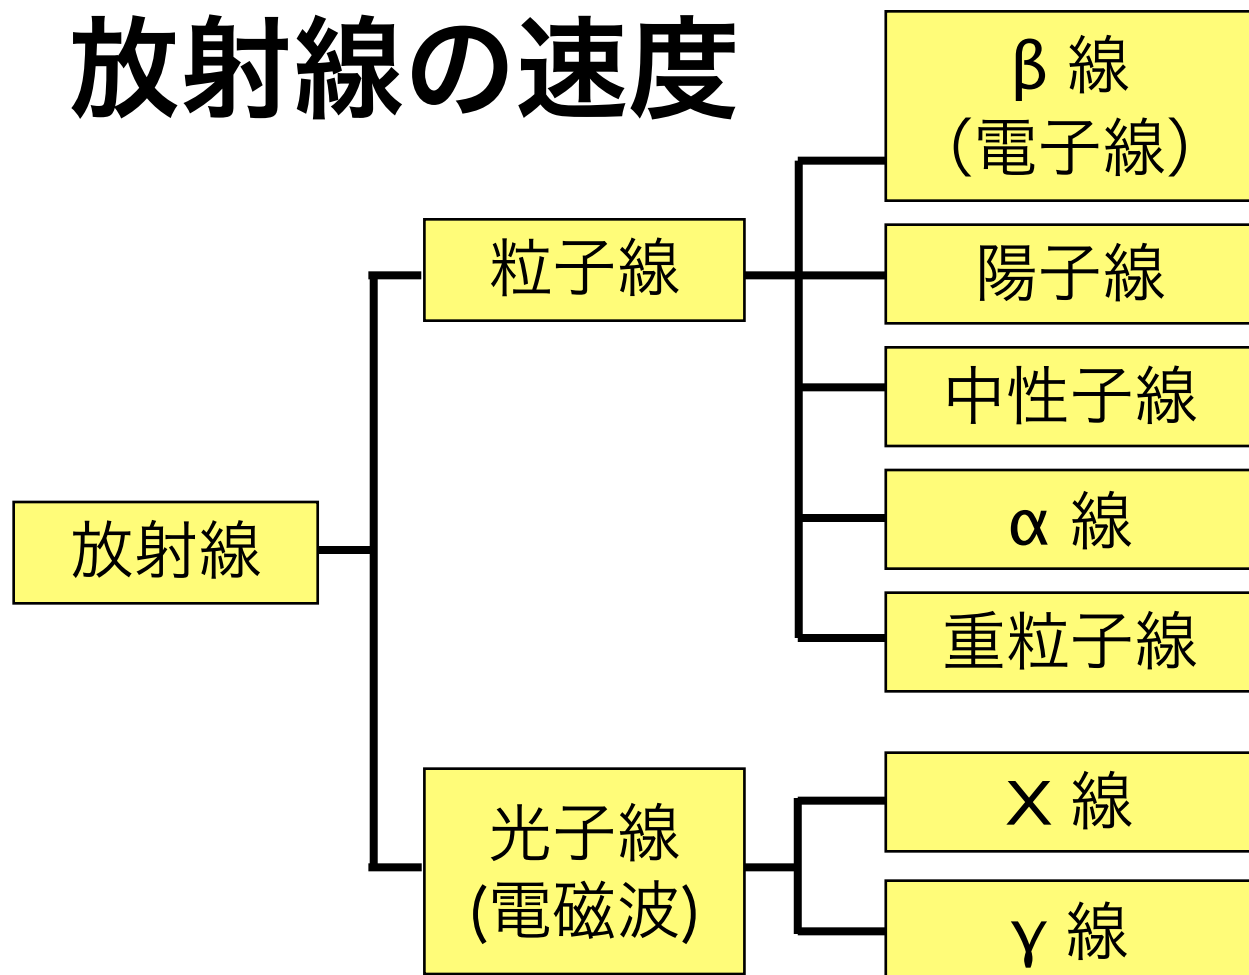 放射線の速度
β 線
（電子線）
粒子線
陽子線
中性子線
α 線
放射線
重粒子線
光子線
(電磁波)
X 線
γ 線